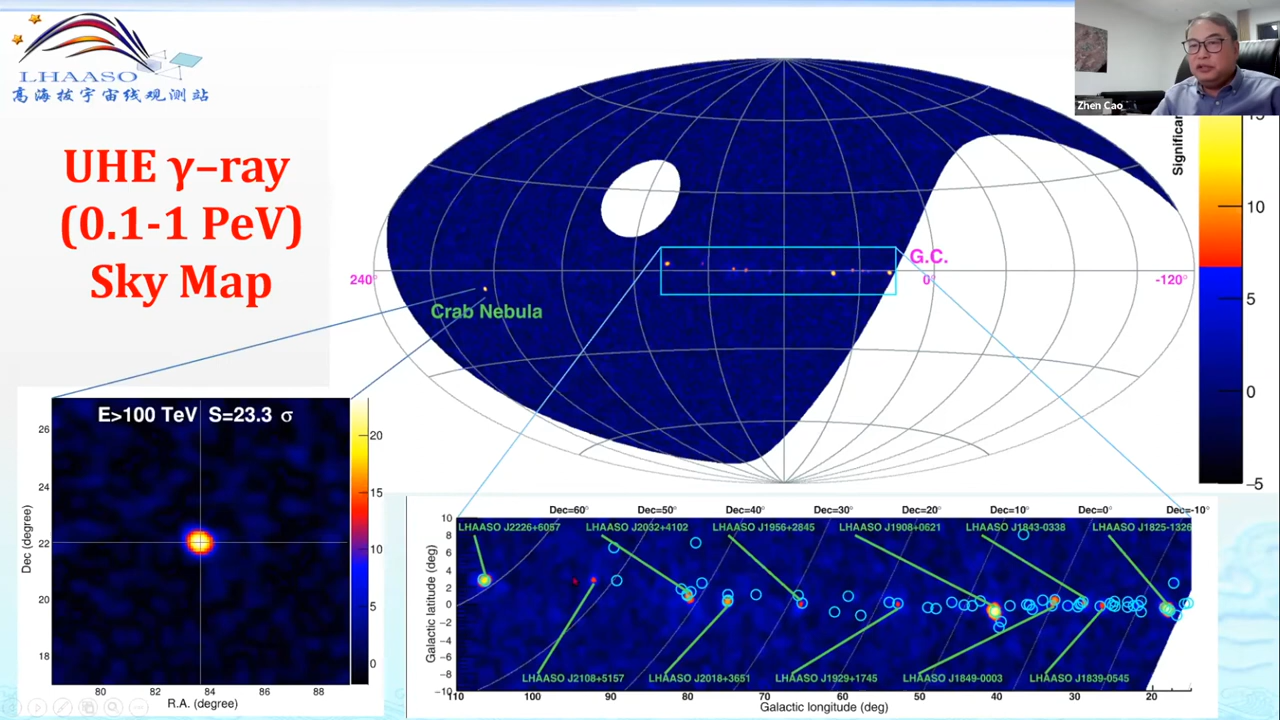 LHAASO
高海拔宇宙线观测站
UHE γ–ray
(0.1-1 PeV)
Sky Map
Zhen Cao
10
5
0
−5
240°
G.C.
0°
-120°
Crab Nebula
E>100 TeV S=23.3 σ
26
24
22
20
18
Dec (degree)
80 82 84 86 88
R.A. (degree)
20
15
10
5
0
Dec=60° Dec=50° Dec=40° Dec=30° Dec=20° Dec=10° Dec=0° Dec=-10°
LHAASO J2226+6057 LHAASO J2032+4102 LHAASO J1956+2845 LHAASO J1908+0621 LHAASO J1843-0338 LHAASO J1825-1326
10
8
6
4
2
0
−2
−4
−6
−8
−10
Galactic latitude (deg)
LHAASO J2108+5157 LHAASO J2018+3651 LHAASO J1929+1745 LHAASO J1849-0003 LHAASO J1839-0545
110 100 90 80 70 60 50 40 30 20
Galactic longitude (deg)